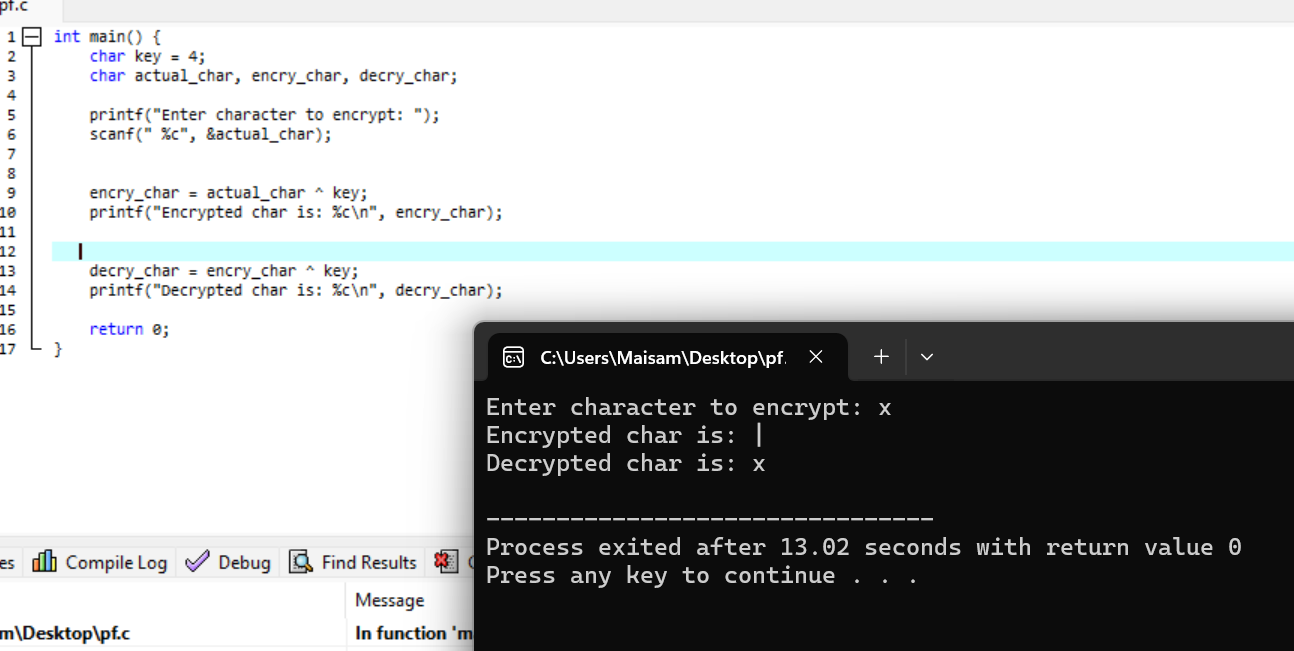 pf.c
1 int main() {
2 char key = 4;
3 char actual_char, encry_char, decry_char;
4
5 printf("Enter character to encrypt: ");
6 scanf(" %c", &actual_char);
7
8
9 encry_char = actual_char ^ key;
10 printf("Encrypted char is: %c\n", encry_char);
11
12
13 decry_char = encry_char ^ key;
14 printf("Decrypted char is: %c\n", decry_char);
15
16 return 0;
17 }
C:\Users\Maisam\Desktop\pf.
Enter character to encrypt: x
Encrypted char is: |
Decrypted char is: x
--------------------------------
Process exited after 13.02 seconds with return value 0
Press any key to continue . . .
es Compile Log Debug Find Results
Message
m\Desktop\pf.c In function 'm